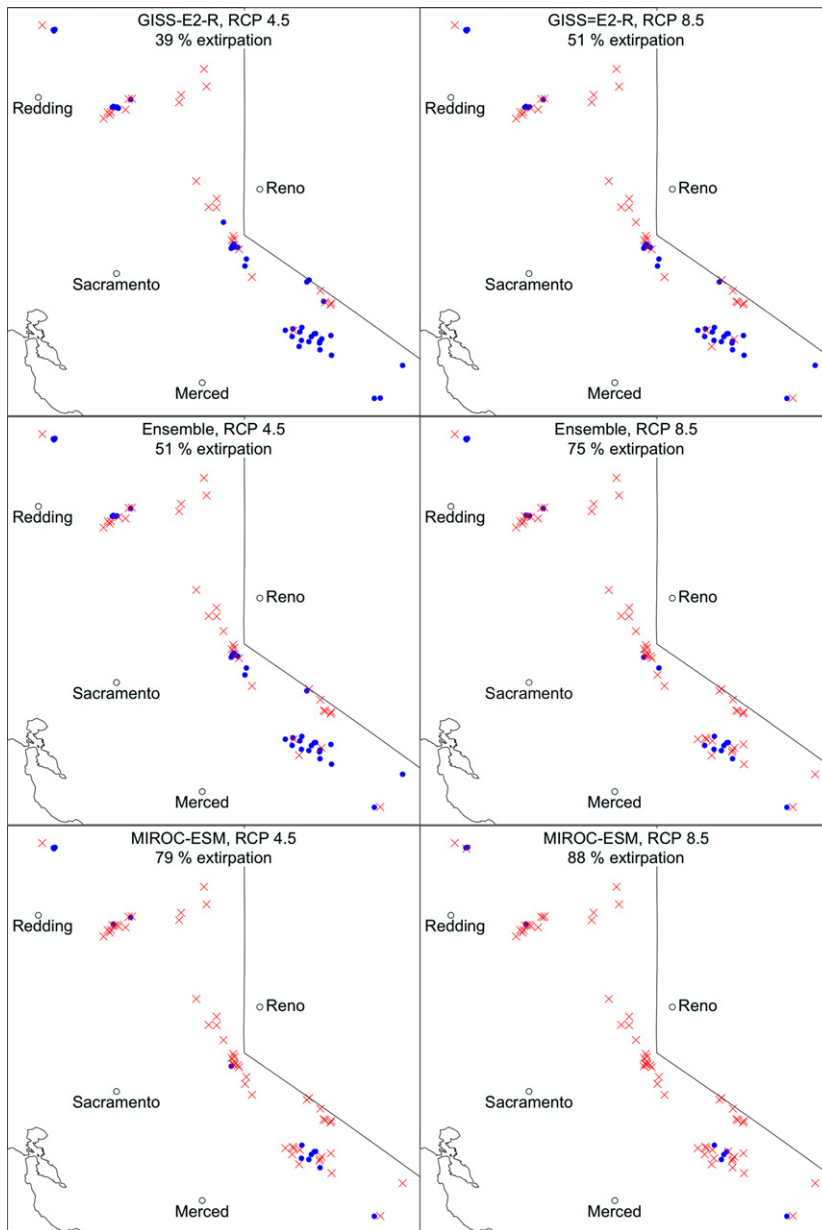 GISS-E2-R, RCP 4.5
39 % extirpation
Redding
Reno
Sacramento
Merced
GISS=E2-R, RCP 8.5
51 % extirpation
Redding
Reno
Sacramento
Merced
Ensemble, RCP 4.5
51 % extirpation
Redding
Reno
Sacramento
Merced
Ensemble, RCP 8.5
75 % extirpation
Redding
Reno
Sacramento
Merced
MIROC-ESM, RCP 4.5
79 % extirpation
Redding
Reno
Sacramento
Merced
MIROC-ESM, RCP 8.5
88 % extirpation
Redding
Reno
Sacramento
Merced